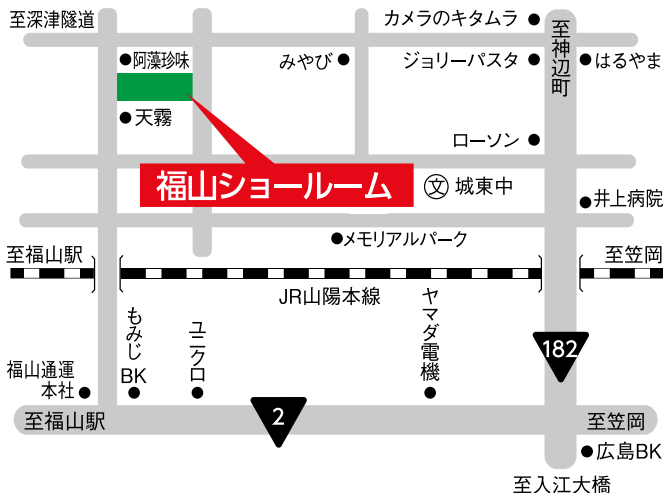 至深津隧道
カメラのキタムラ
至神辺町
阿藻珍味
みやび
ジョリーパスタ
はるやま
天霧
ローソン
福山ショールーム
文
城東中
井上病院
メモリアルパーク
至福山駅
至笠岡
JR山陽本線
もみじBK
ユニクロ
ヤマダ電機
182
福山通運
本社
2
至福山駅
至笠岡
広島BK
至入江大橋